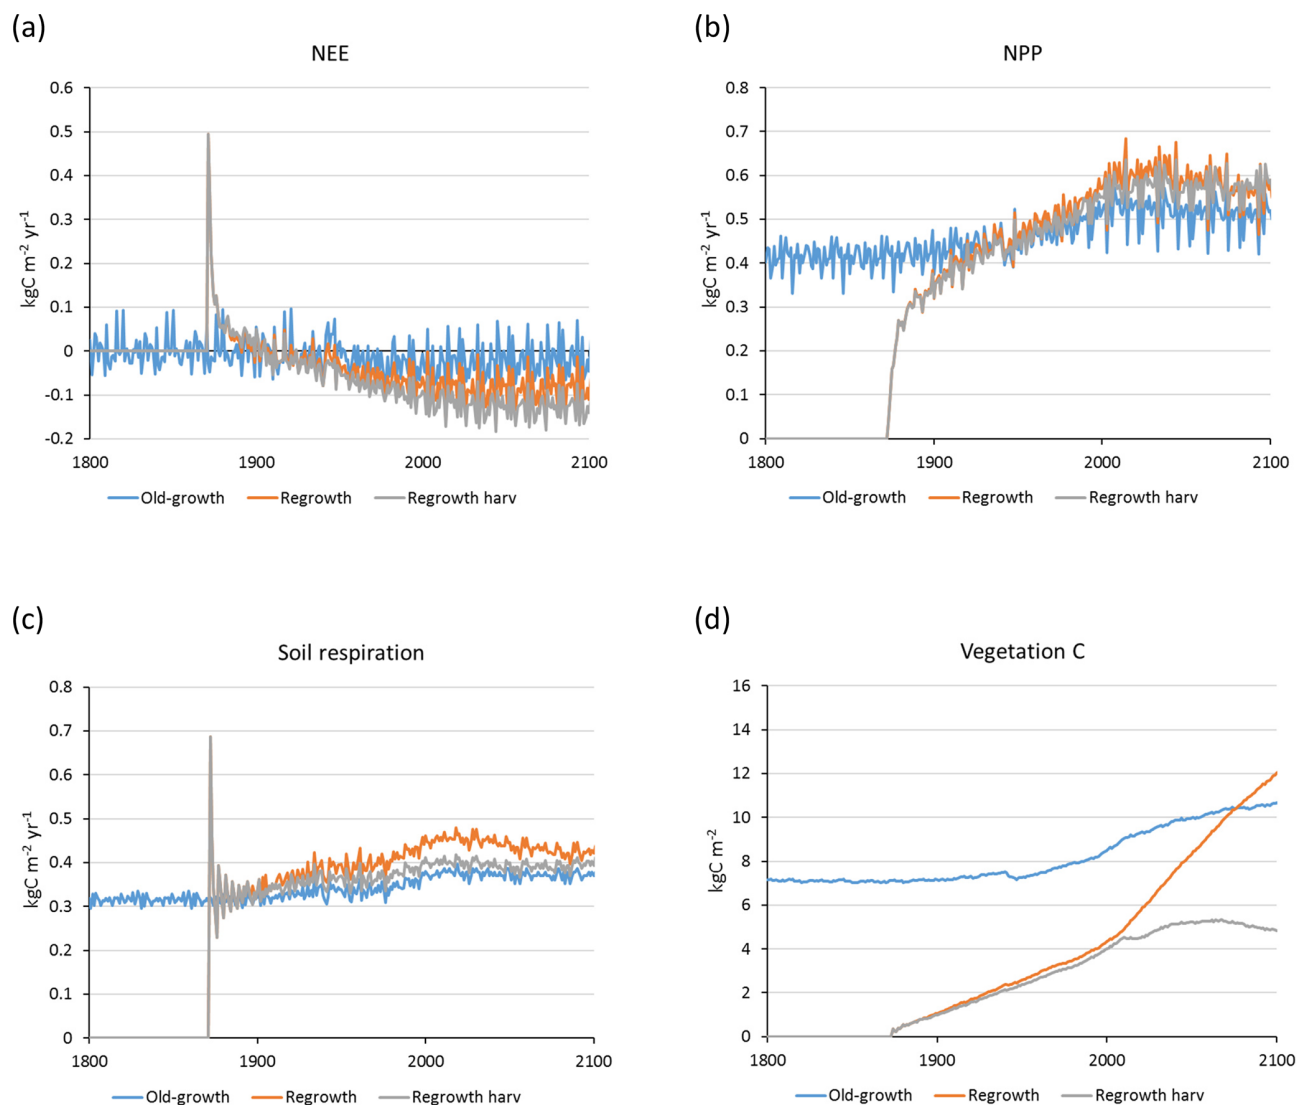 (a)
NEE
kgC m-2 yr-1
0.6
0.5
0.4
0.3
0.2
0.1
0
-0.1
-0.2
1800 1900 2000 2100
Old-growth Regrowth Regrowth harv
(b)
NPP
kgC m-2 yr-1
0.8
0.7
0.6
0.5
0.4
0.3
0.2
0.1
0
1800 1900 2000 2100
Old-growth Regrowth Regrowth harv
(c)
Soil respiration
kgC m-2 yr-1
0.8
0.7
0.6
0.5
0.4
0.3
0.2
0.1
0
1800 1900 2000 2100
Old-growth Regrowth Regrowth harv
(d)
Vegetation C
kgC m-2
16
14
12
10
8
6
4
2
0
1800 1900 2000 2100
Old-growth Regrowth Regrowth harv